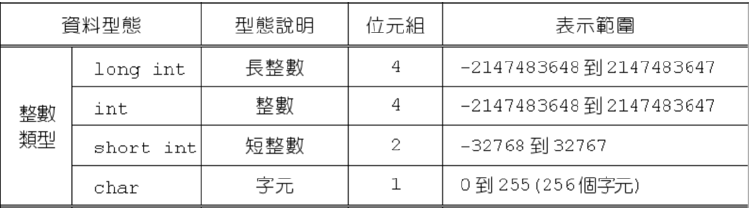 資料型態 型態說明 位元組 表示範圍
整數類型
long int 長整數 4 -2147483648 到 2147483647
int 整數 4 -2147483648 到 2147483647
short int 短整數 2 -32768 到 32767
char 字元 1 0 到 255 (256 個字元)